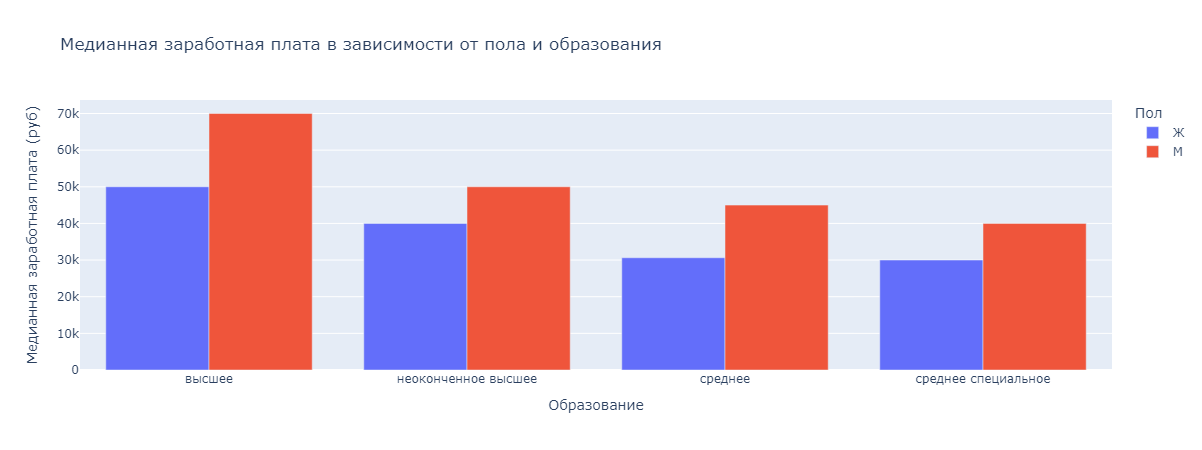 Медианная заработная плата в зависимости от пола и образования
Медианная заработная плата (руб)
70k
60k
50k
40k
30k
20k
10k
0
высшее
неоконченное высшее
среднее
среднее специальное
Образование
Пол
Ж
М